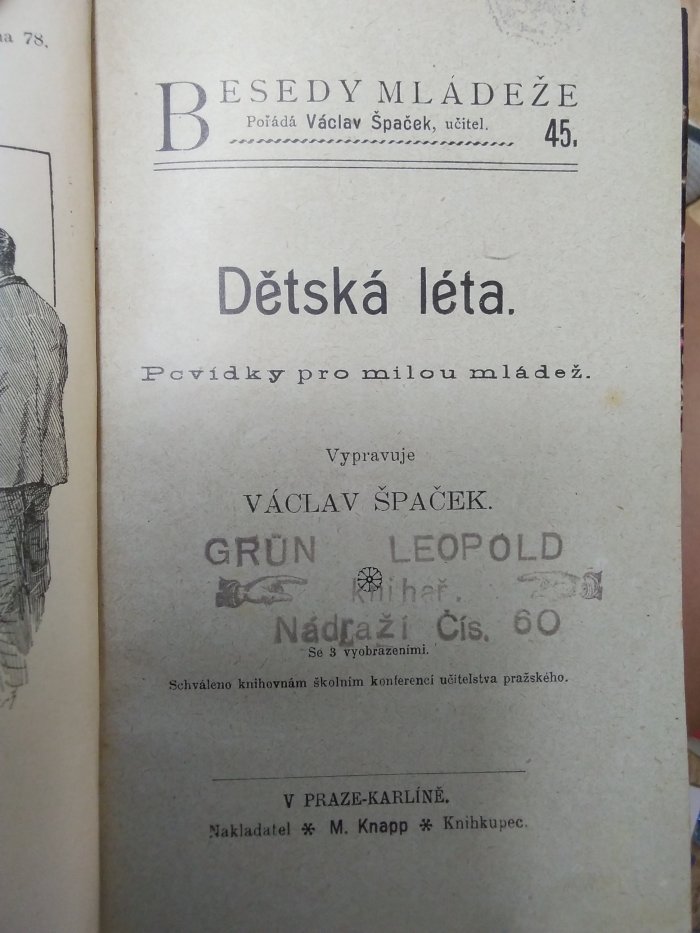 na 78.
BESEDY MLÁDEŽE
Pořádá Václav Špaček, učitel. 45.
Dětská léta.
Povídky pro milou mládež.
Vypravuje
VÁCLAV ŠPAČEK.
GRÜN LEOPOLD
knihař.
Nádraží Čís. 60
Se 3 vyobrazeními.
Schváleno knihovnám školním konferencí učitelstva pražského.
V PRAZE-KARLÍNĚ.
Nakladatel * M. Knapp * Knihkupec.